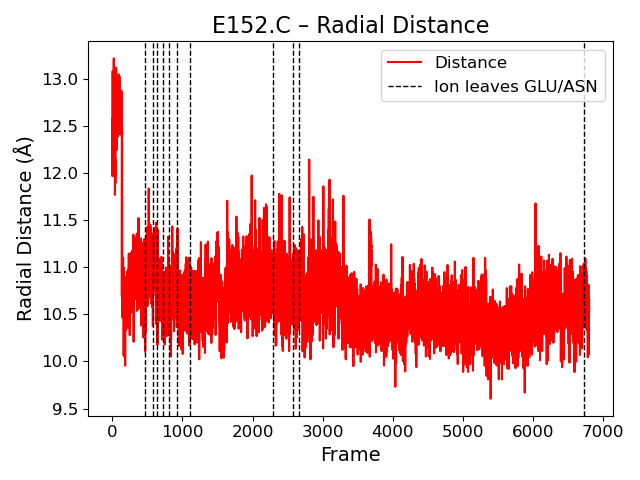 E152.C – Radial Distance
Distance
Ion leaves GLU/ASN
Radial Distance (Å)
13.0
12.5
12.0
11.5
11.0
10.5
10.0
9.5
0 1000 2000 3000 4000 5000 6000 7000
Frame